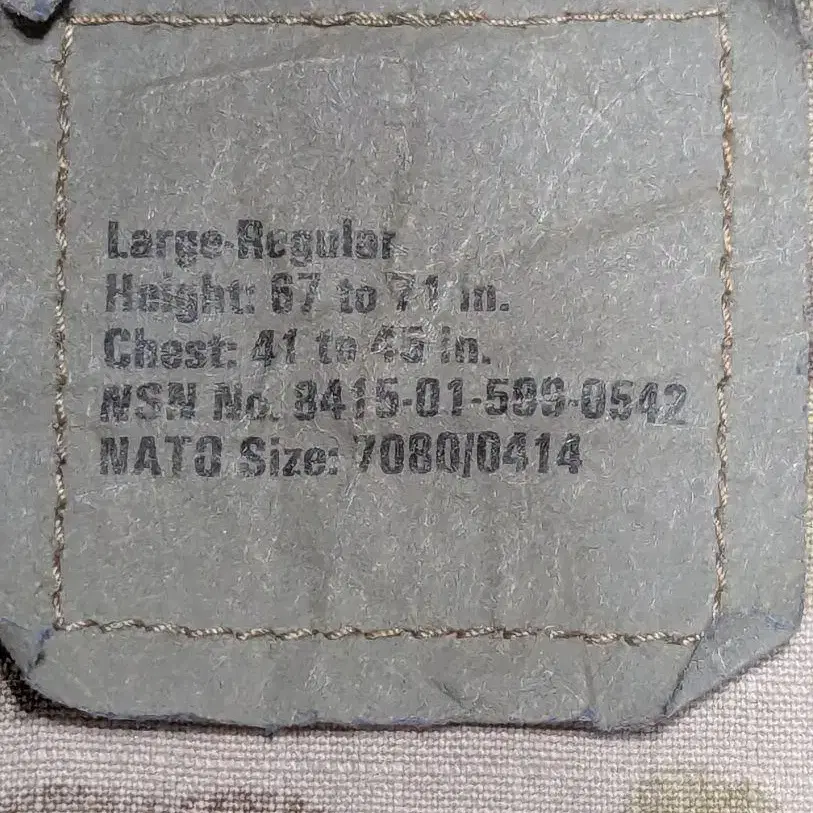 Large-Regular
Height: 67 to 71 in.
Chest: 41 to 45 in.
NSN No. 8415-01-599-0542
NATO Size: 7080/0414